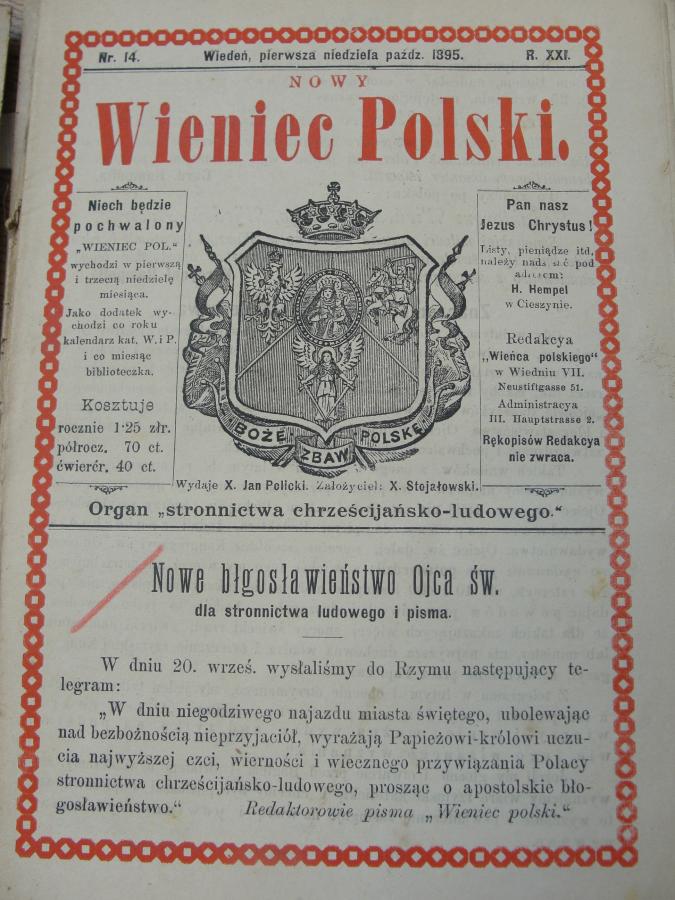 Nr. 14. Wiedeń, pierwsza niedziela paźdz. 1895. R. XXI.
NOWY
Wieniec Polski.
Niech będzie
pochwalony
„WIENIEC POL.“
wychodzi w pierwszą
i trzecią niedzielę
miesiąca.
Jako dodatek wy-
chodzi co roku
kalendarz kat. W. i P.
i co miesiąc
biblioteczka.
Kosztuje
rocznie 1·25 złr.
półrocz. 70 ct.
ćwierćr. 40 ct.
BOŻE ZBAW POLSKĘ
Pan nasz
Jezus Chrystus!
Listy, pieniądze itd,
należy nadsłać pod
adresem:
H. Hempel
w Cieszynie.
Redakcya
„Wieńca polskiego“
w Wiedniu VII.
Neustiftgasse 51.
Administracya
III. Hauptstrasse 2.
Rękopisów Redakcya
nie zwraca.
Wydaje X. Jan Policki. Założyciel: X. Stojałowski.
Organ „stronnictwa chrześcijańsko-ludowego.“
Nowe błgosławieństwo Ojca św.
dla stronnictwa ludowego i pisma.
W dniu 20. wrześ. wysłaliśmy do Rzymu następujący te-
legram:
„W dniu niegodziwego najazdu miasta świętego, ubolewając
nad bezbożnością nieprzyjaciół, wyrażają Papieżowi-królowi uczu-
cia najwyższej czci, wierności i wiecznego przywiązania Polacy
stronnictwa chrześcijańsko-ludowego, prosząc o apostolskie bło-
gosławieństwo.“ Redaktorowie pisma „Wieniec polski.“